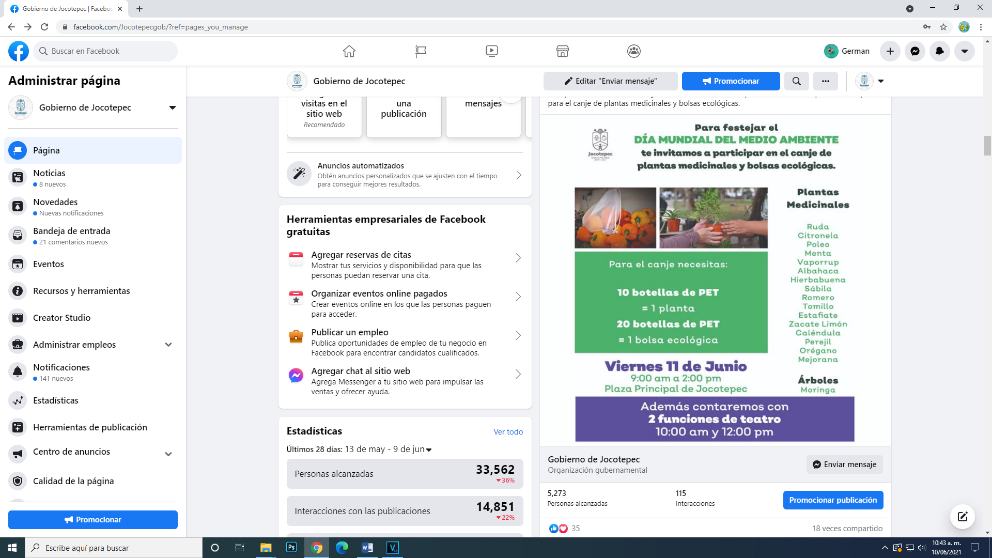 (1) Gobierno de Jocotepec | Faceboo
facebook.com/Jocotepecgob/?ref=pages_you_manage
Buscar en Facebook
German
Administrar página
Gobierno de Jocotepec
Página
Noticias
8 nuevos
Novedades
Nuevas notificaciones
Bandeja de entrada
21 comentarios nuevos
Eventos
Recursos y herramientas
Creator Studio
Administrar empleos
Notificaciones
141 nuevos
Estadísticas
Herramientas de publicación
Centro de anuncios
Calidad de la página
Promocionar
Gobierno de Jocotepec
Editar "Enviar mensaje"
Promocionar
visitas en el
sitio web
Recomendado
una
publicación
mensajes
Anuncios automatizados
Obtén anuncios personalizados que se ajusten con el tiempo
para conseguir mejores resultados.
Herramientas empresariales de Facebook
gratuitas
Agregar reservas de citas
Mostrar tus servicios y disponibilidad para que las
personas puedan reservar una cita.
Organizar eventos online pagados
Crear eventos online en los que las personas paguen
para acceder.
Publicar un empleo
Publica oportunidades de empleo de tu negocio en
Facebook para encontrar candidatos cualificados.
Agregar chat al sitio web
Agrega Messenger a tu sitio web para impulsar las
ventas y ofrecer ayuda.
Estadísticas
Ver todo
Últimos 28 días: 13 de may - 9 de jun
Personas alcanzadas
33,562
36%
Interacciones con las publicaciones
14,851
22%
para el canje de plantas medicinales y bolsas ecológicas.
Jocotepec
Para festejar el
DÍA MUNDIAL DEL MEDIO AMBIENTE
te invitamos a participar en el canje de
plantas medicinales y bolsas ecológicas.
Para el canje necesitas:
10 botellas de PET
= 1 planta
20 botellas de PET
= 1 bolsa ecológica
Plantas
Medicinales
Ruda
Citronela
Poleo
Menta
Vaporrup
Albahaca
Hierbabuena
Sábila
Romero
Tomillo
Estafiate
Zacate Limón
Caléndula
Perejil
Orégano
Mejorana
Árboles
Moringa
Viernes 11 de Junio
9:00 am a 2:00 pm
Plaza Principal de Jocotepec
Además contaremos con
2 funciones de teatro
10:00 am y 12:00 pm
Gobierno de Jocotepec
Organización gubernamental
Enviar mensaje
5,273
Personas alcanzadas
115
Interacciones
Promocionar publicación
35
18 veces compartido
Escribe aquí para buscar
10:43 a. m.
10/06/2021